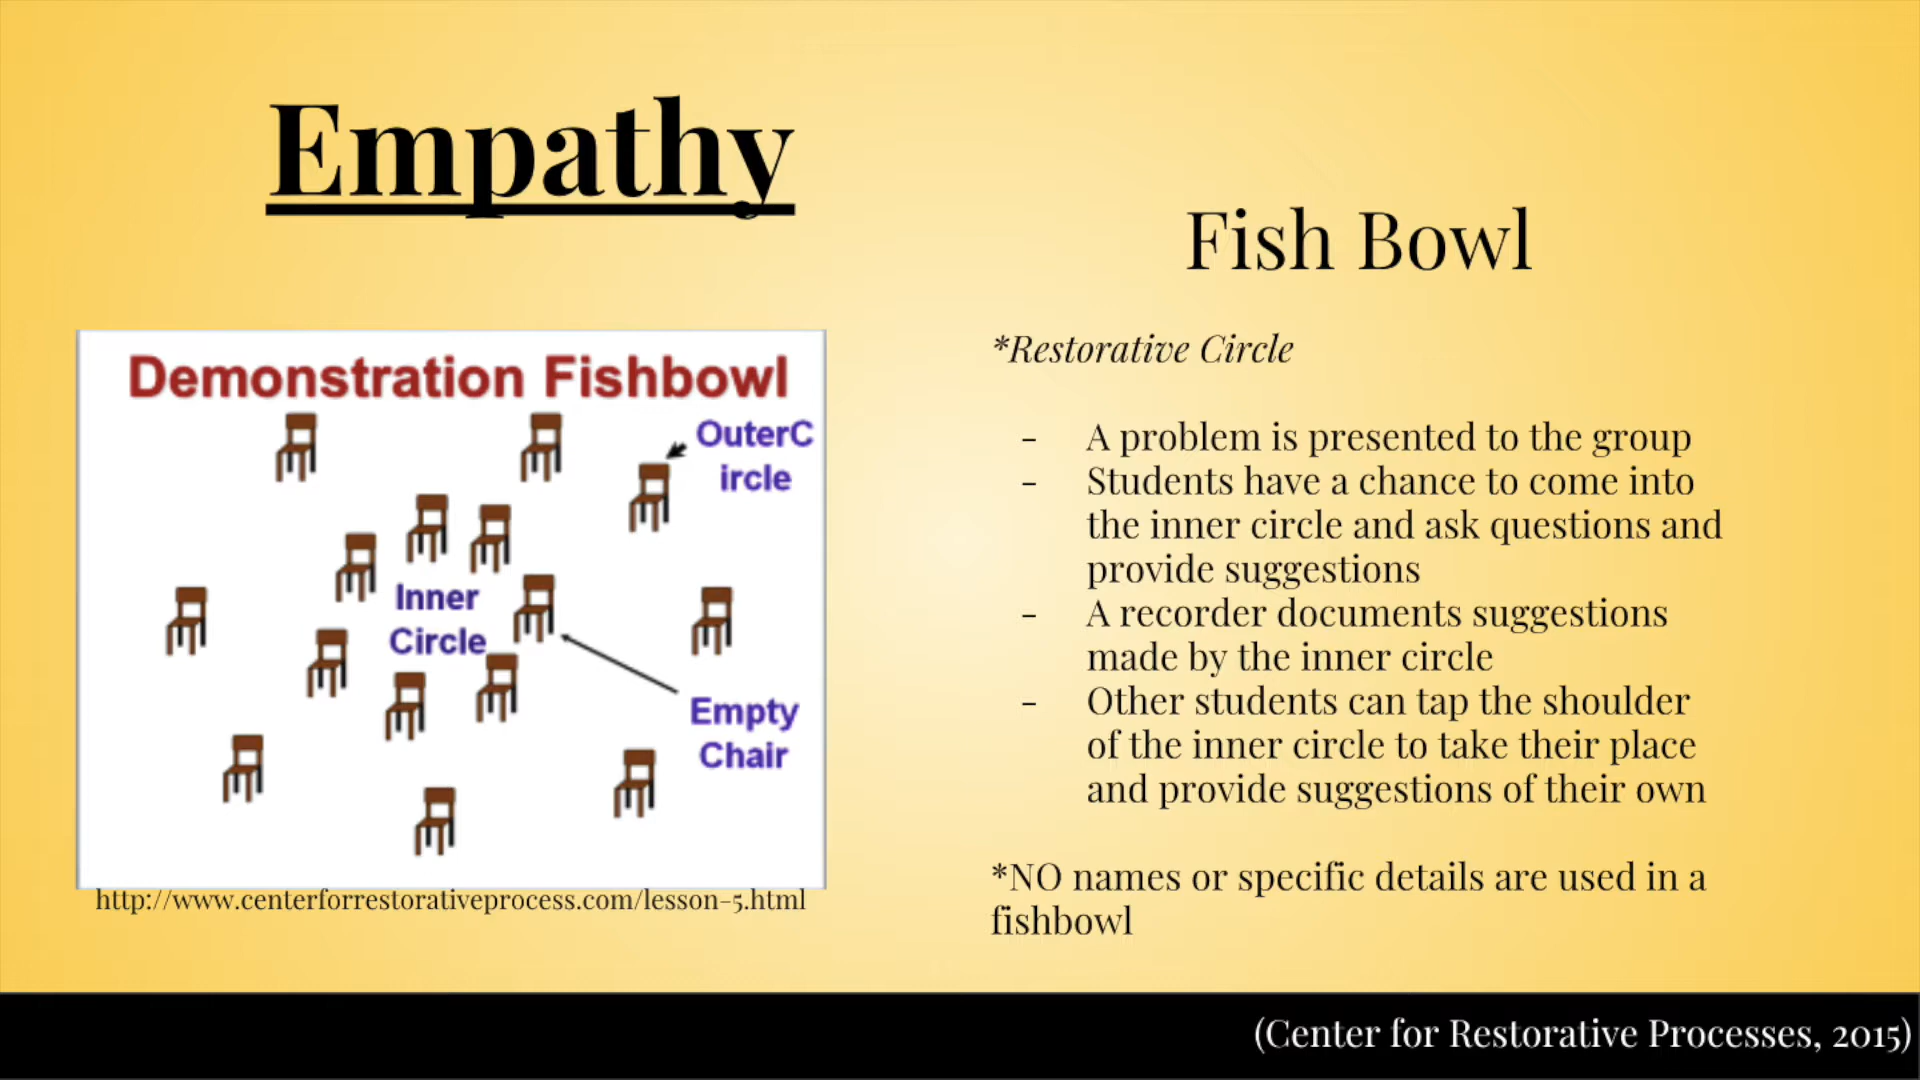 Empathy
Demonstration Fishbowl
OuterC
ircle
Inner
Circle
Empty
Chair
http://www.centerforrestorativeprocess.com/lesson-5.html
Fish Bowl
*Restorative Circle
- A problem is presented to the group
- Students have a chance to come into
the inner circle and ask questions and
provide suggestions
- A recorder documents suggestions
made by the inner circle
- Other students can tap the shoulder
of the inner circle to take their place
and provide suggestions of their own
*NO names or specific details are used in a
fishbowl
(Center for Restorative Processes, 2015)